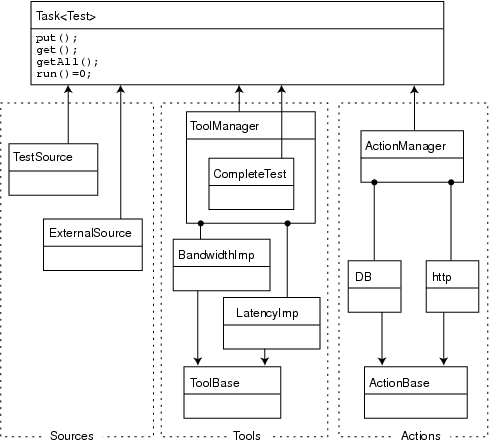 Task<Test>
put();
get();
getAll();
run()=0;
ToolManager
ActionManager
TestSource
CompleteTest
ExternalSource
BandwidthImp
DB
http
LatencyImp
ToolBase
ActionBase
Sources
Tools
Actions